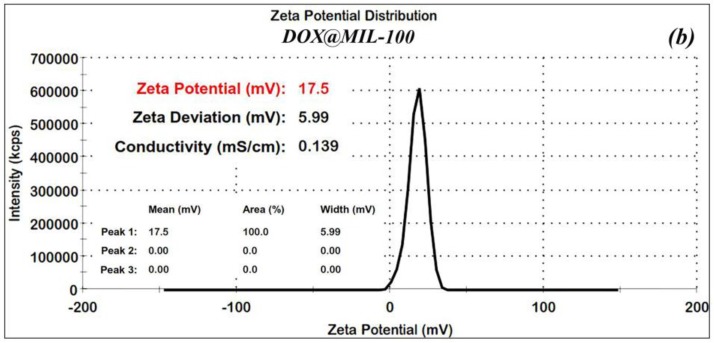 Zeta Potential Distribution
DOX@MIL-100
(b)
Zeta Potential (mV): 17.5
Zeta Deviation (mV): 5.99
Conductivity (mS/cm): 0.139
Mean (mV) Area (%) Width (mV)
Peak 1: 17.5 100.0 5.99
Peak 2: 0.00 0.0 0.00
Peak 3: 0.00 0.0 0.00
Intensity (kcps)
700000
600000
500000
400000
300000
200000
100000
0
-200 -100 0 100 200
Zeta Potential (mV)